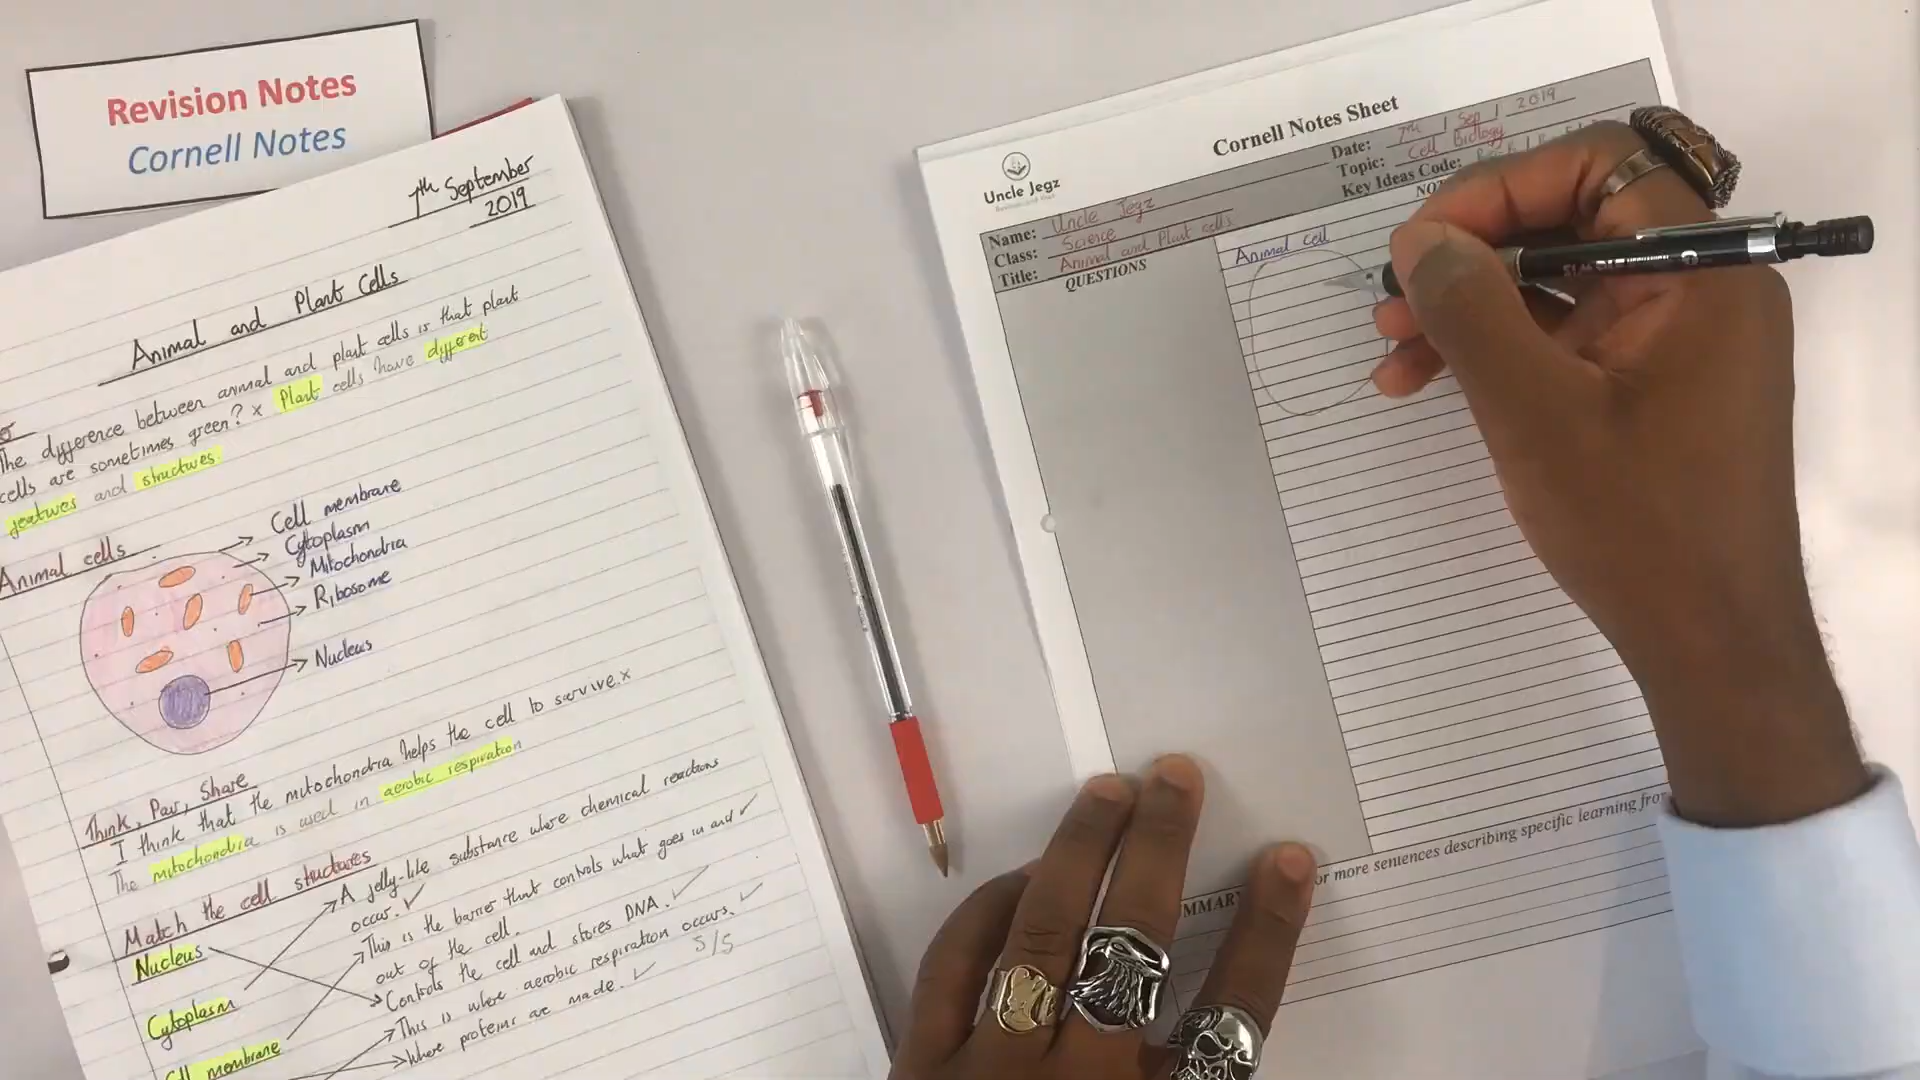 Revision Notes
Cornell Notes
7th September
2019
Animal and Plant Cells
The difference between animal and plant cells is that plant
cells are sometimes green? x Plant cells have different
features and structures.
Animal cells
Cell membrane
Cytoplasm
Mitochondria
Ribosome
Nucleus
Think, Pair, Share
I think that the mitochondria helps the cell to survive.x
The mitochondria is used in aerobic respiration
Match the cell structures
Nucleus
Cytoplasm
Cell membrane
A jelly-like substance where chemical reactions
occur. ✓
This is the barrier that controls what goes in and ✓
out of the cell.
Controls the cell and stores DNA. ✓
This is where aerobic respiration occurs. ✓
Where proteins are made. ✓
5/5
Uncle Jegz
Cornell Notes Sheet
Name: Uncle Jegz
Class: Science
Title: Animal and Plant cells
Date: 7th / Sep / 2019
Topic: Cell Biology
Key Ideas Code:
QUESTIONS
Animal cell
or more sentences describing specific learning from